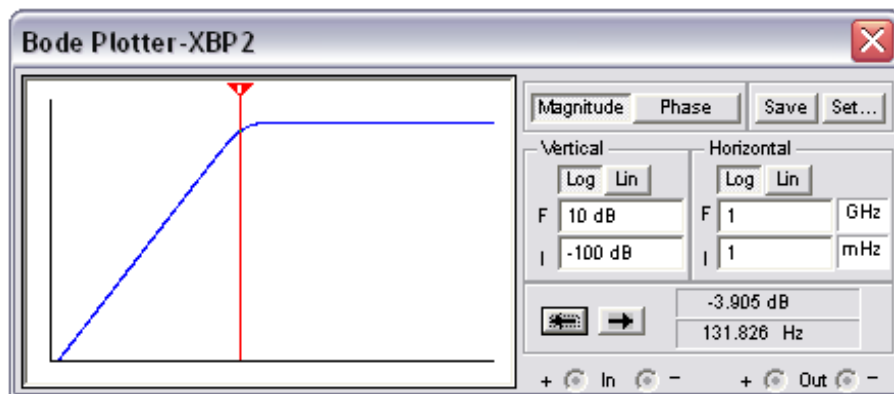 Bode Plotter-XBP2
Magnitude Phase Save Set...
Vertical Horizontal
Log Lin Log Lin
F 10 dB F 1 GHz
I -100 dB I 1 mHz
-3.905 dB
131.826 Hz
+ In - + Out -